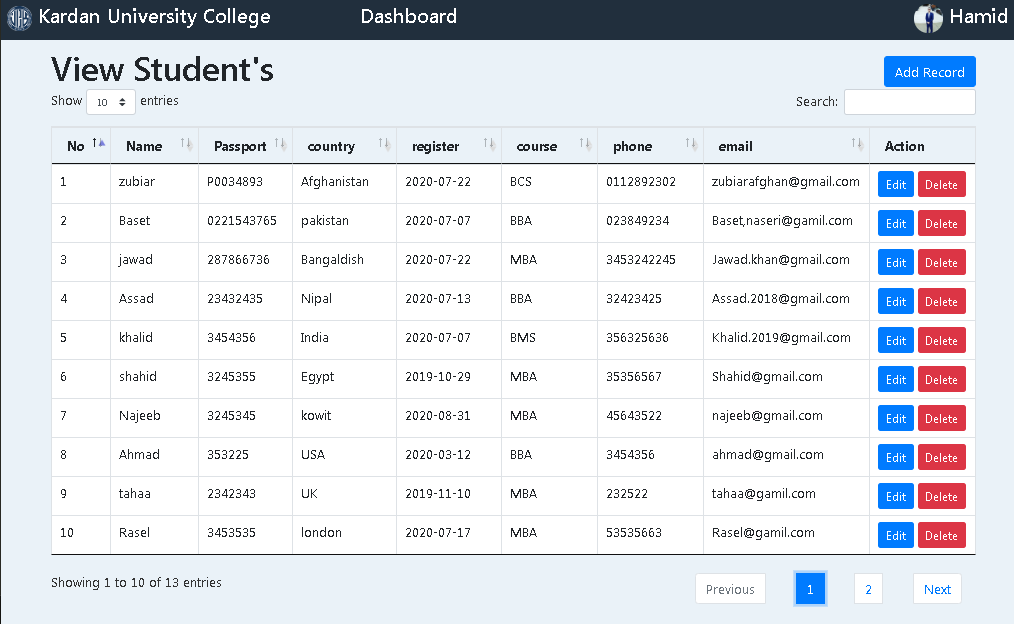 Kardan University College Dashboard Hamid
View Student's Add Record
Show 10 entries Search:
No Name Passport country register course phone email Action
1 zubiar P0034893 Afghanistan 2020-07-22 BCS 0112892302 zubiarafghan@gmail.com Edit Delete
2 Baset 0221543765 pakistan 2020-07-07 BBA 023849234 Baset,naseri@gamil.com Edit Delete
3 jawad 287866736 Bangaldish 2020-07-22 MBA 3453242245 Jawad.khan@gmail.com Edit Delete
4 Assad 23432435 Nipal 2020-07-13 BBA 32423425 Assad.2018@gmail.com Edit Delete
5 khalid 3454356 India 2020-07-07 BMS 356325636 Khalid.2019@gmail.com Edit Delete
6 shahid 3245355 Egypt 2019-10-29 MBA 35356567 Shahid@gmail.com Edit Delete
7 Najeeb 3245345 kowit 2020-08-31 MBA 45643522 najeeb@gmail.com Edit Delete
8 Ahmad 353225 USA 2020-03-12 BBA 3454356 ahmad@gmail.com Edit Delete
9 tahaa 2342343 UK 2019-11-10 MBA 232522 tahaa@gamil.com Edit Delete
10 Rasel 3453535 london 2020-07-17 MBA 53535663 Rasel@gamil.com Edit Delete
Showing 1 to 10 of 13 entries Previous 1 2 Next